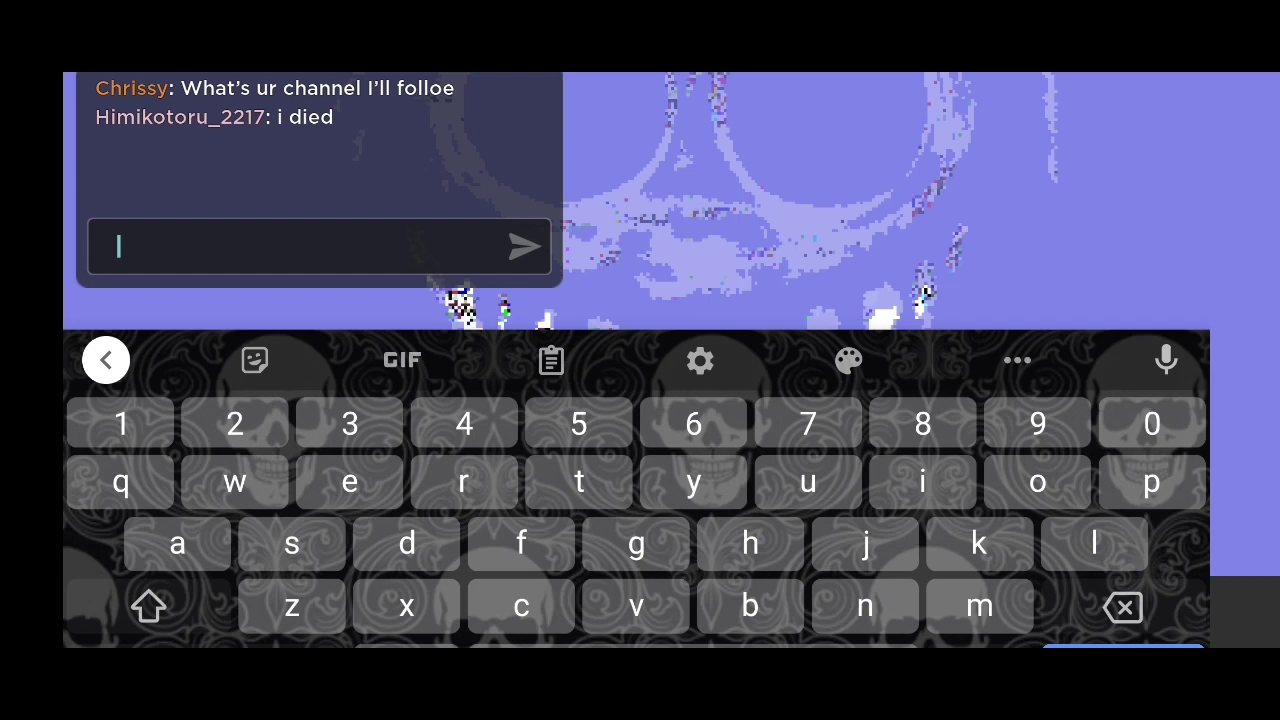 Chrissy: What's ur channel I'll folloe
Himikotoru_2217: i died
GIF
1 2 3 4 5 6 7 8 9 0
q w e r t y u i o p
a s d f g h j k l
z x c v b n m